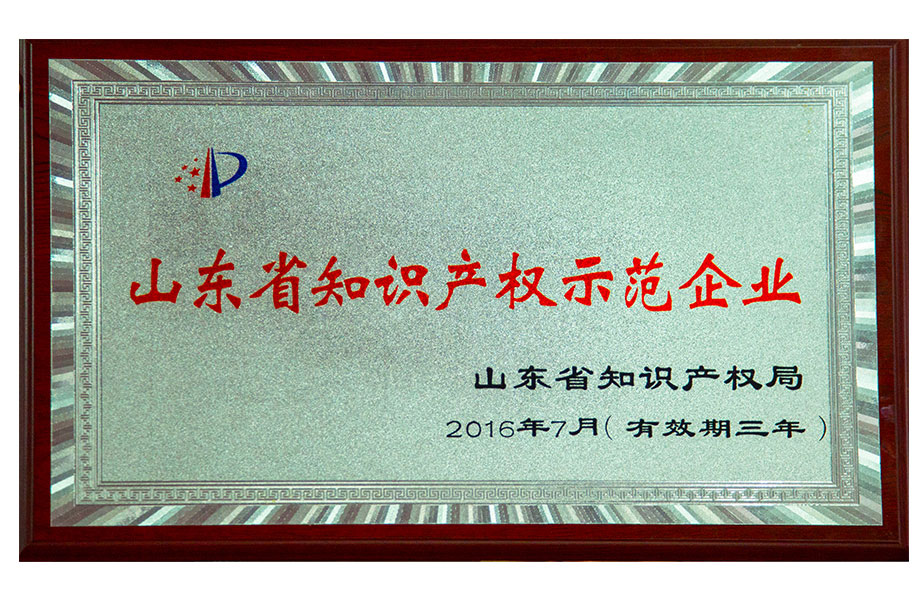 山东省知识产权示范企业
山东省知识产权局
2016年7月（有效期三年）